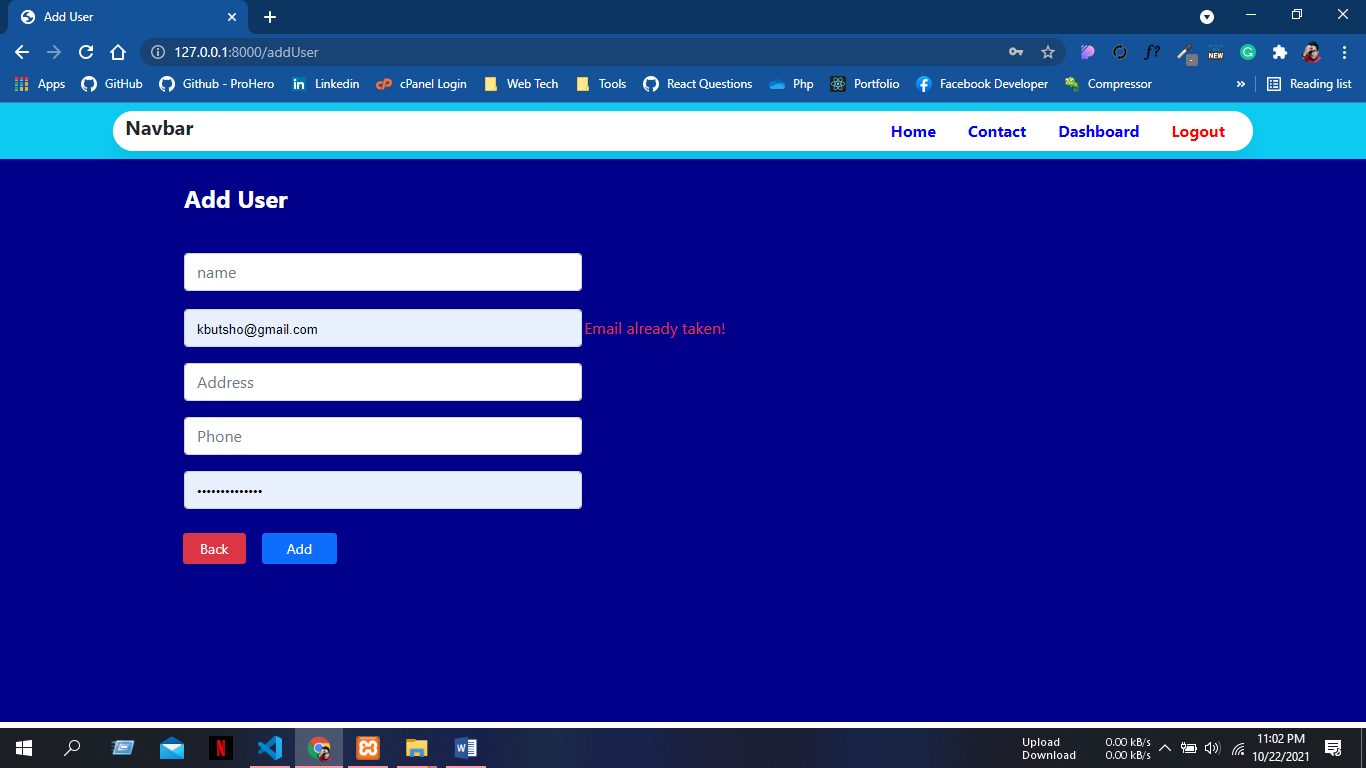 Add User
127.0.0.1:8000/addUser
f?
NEW
Apps GitHub Github - ProHero Linkedin cPanel Login Web Tech Tools React Questions Php Portfolio Facebook Developer Compressor » Reading list
Navbar Home Contact Dashboard Logout
Add User
name
kbutsho@gmail.com Email already taken!
Address
Phone
••••••••••••••
Back Add
Upload 0.00 kB/s
Download 0.00 kB/s
11:02 PM
10/22/2021